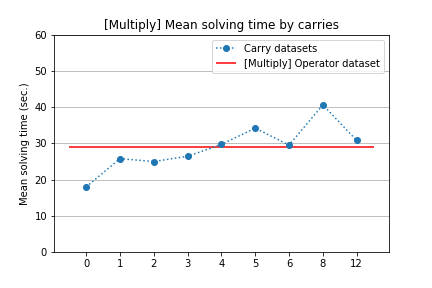 [Multiply] Mean solving time by carries
Carry datasets
[Multiply] Operator dataset
Mean solving time (sec.)
60
50
40
30
20
10
0
0 1 2 3 4 5 6 8 12